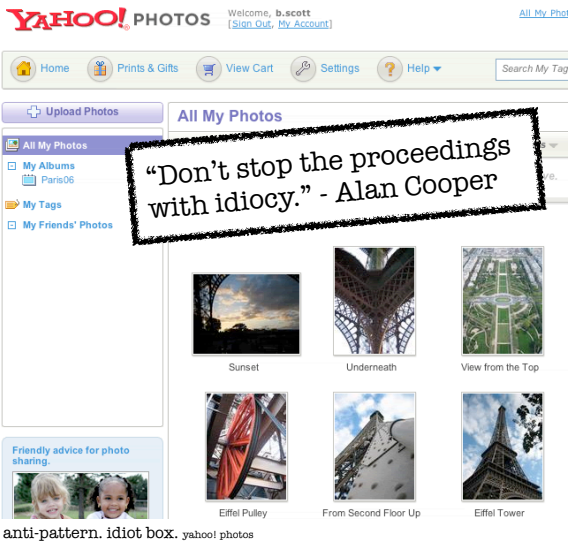 YAHOO! PHOTOS
Welcome, b.scott
[Sign Out, My Account]
All My Phot
Home
Prints & Gifts
View Cart
Settings
Help
Search My Tag
Upload Photos
All My Photos
My Albums
Paris06
My Tags
My Friends' Photos
All My Photos
“Don’t stop the proceedings
with idiocy.” - Alan Cooper
s
ve.
Sunset
Underneath
View from the Top
Eiffel Pulley
From Second Floor Up
Eiffel Tower
Friendly advice for photo
sharing.
anti-pattern. idiot box. yahoo! photos